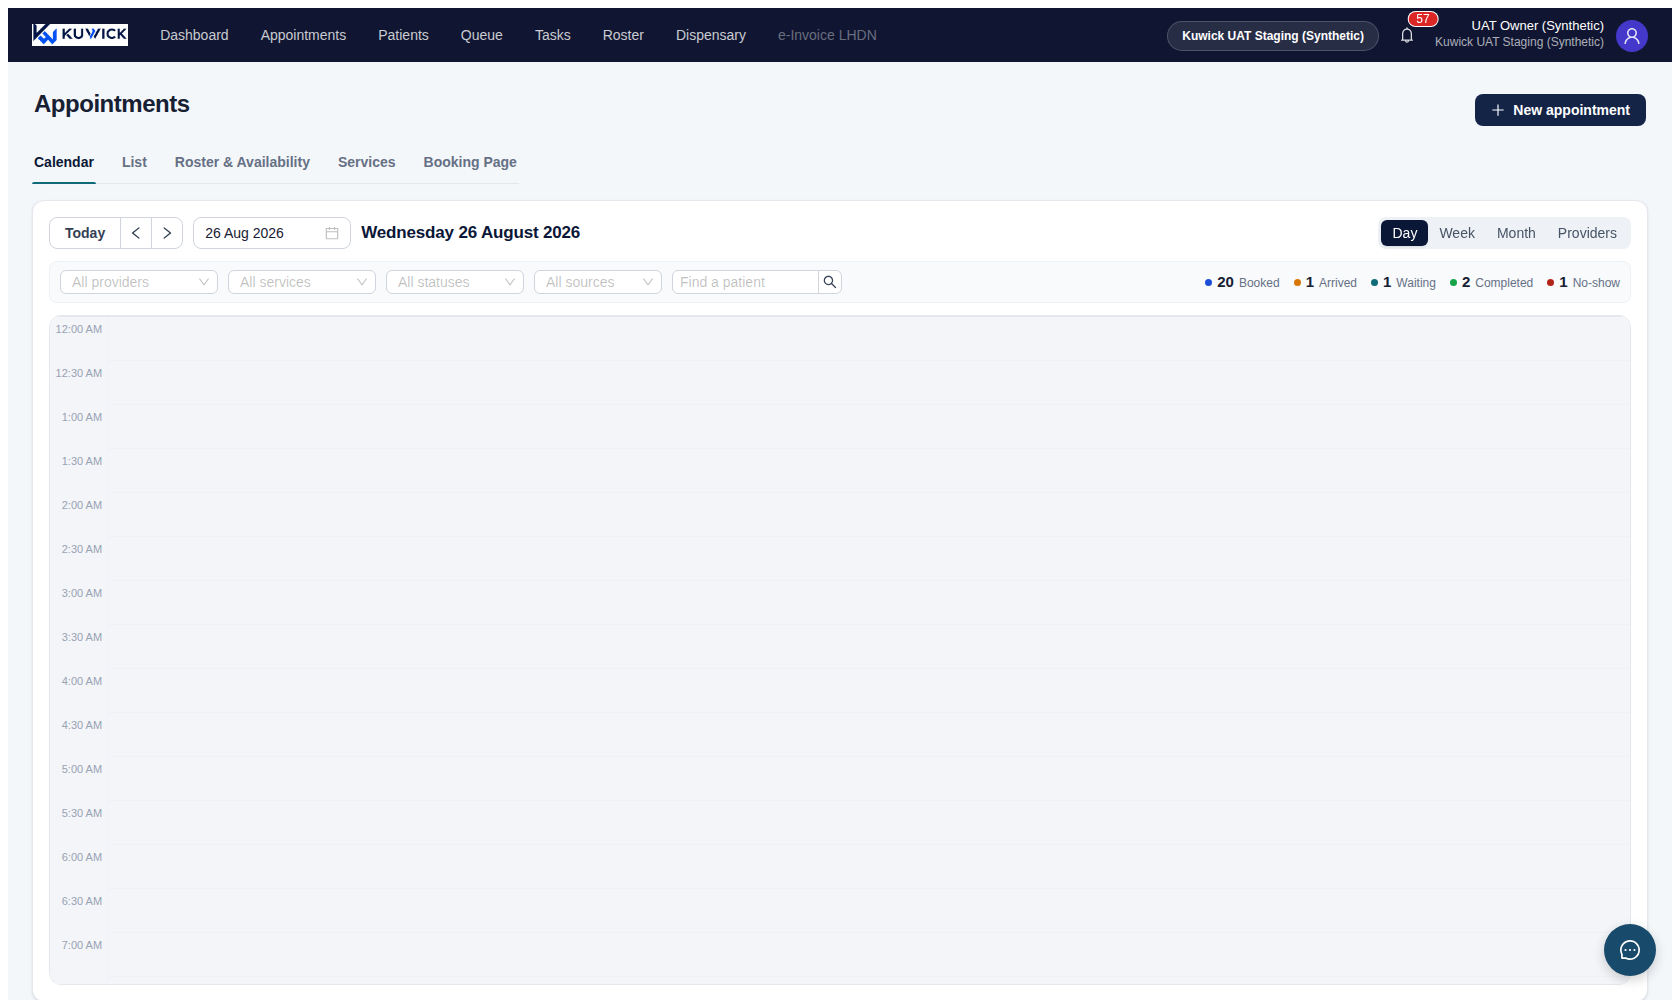 KUVVICK
Dashboard
Appointments
Patients
Queue
Tasks
Roster
Dispensary
e-Invoice LHDN
Kuwick UAT Staging (Synthetic)
57
UAT Owner (Synthetic)
Kuwick UAT Staging (Synthetic)
Appointments
New appointment
Calendar
List
Roster & Availability
Services
Booking Page
Today
26 Aug 2026
Wednesday 26 August 2026
Day
Week
Month
Providers
All providers
All services
All statuses
All sources
Find a patient
20 Booked
1 Arrived
1 Waiting
2 Completed
1 No-show
12:00 AM
12:30 AM
1:00 AM
1:30 AM
2:00 AM
2:30 AM
3:00 AM
3:30 AM
4:00 AM
4:30 AM
5:00 AM
5:30 AM
6:00 AM
6:30 AM
7:00 AM